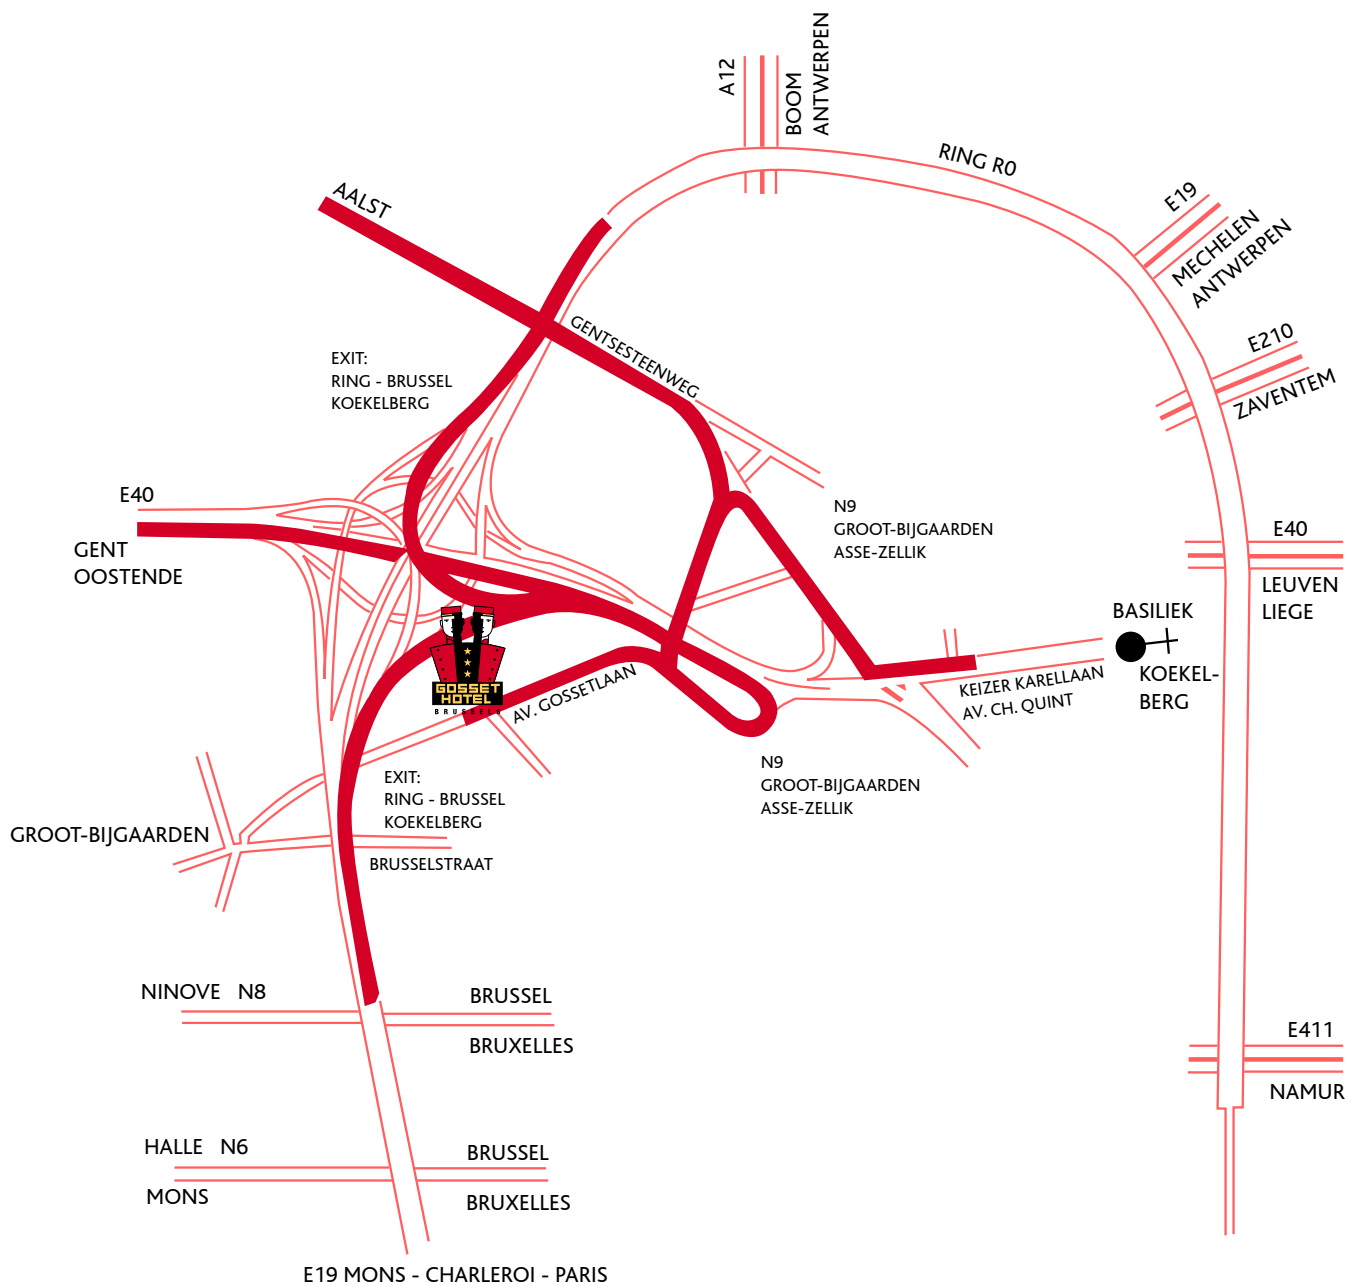 A12
BOOM
ANTWERPEN
RING R0
E19
MECHELEN
ANTWERPEN
AALST
GENTSESTEENWEG
E210
ZAVENTEM
EXIT:
RING - BRUSSEL
KOEKELBERG
E40
GENT
OOSTENDE
N9
GROOT-BIJGAARDEN
ASSE-ZELLIK
E40
LEUVEN
LIEGE
BASILIEK
KOEKEL-
BERG
KEIZER KARELLAAN
AV. CH. QUINT
GOSSET
HOTEL
BRUSSELS
AV. GOSSETLAAN
N9
GROOT-BIJGAARDEN
ASSE-ZELLIK
EXIT:
RING - BRUSSEL
KOEKELBERG
GROOT-BIJGAARDEN
BRUSSELSTRAAT
NINOVE N8
BRUSSEL
BRUXELLES
E411
NAMUR
HALLE N6
MONS
BRUSSEL
BRUXELLES
E19 MONS - CHARLEROI - PARIS